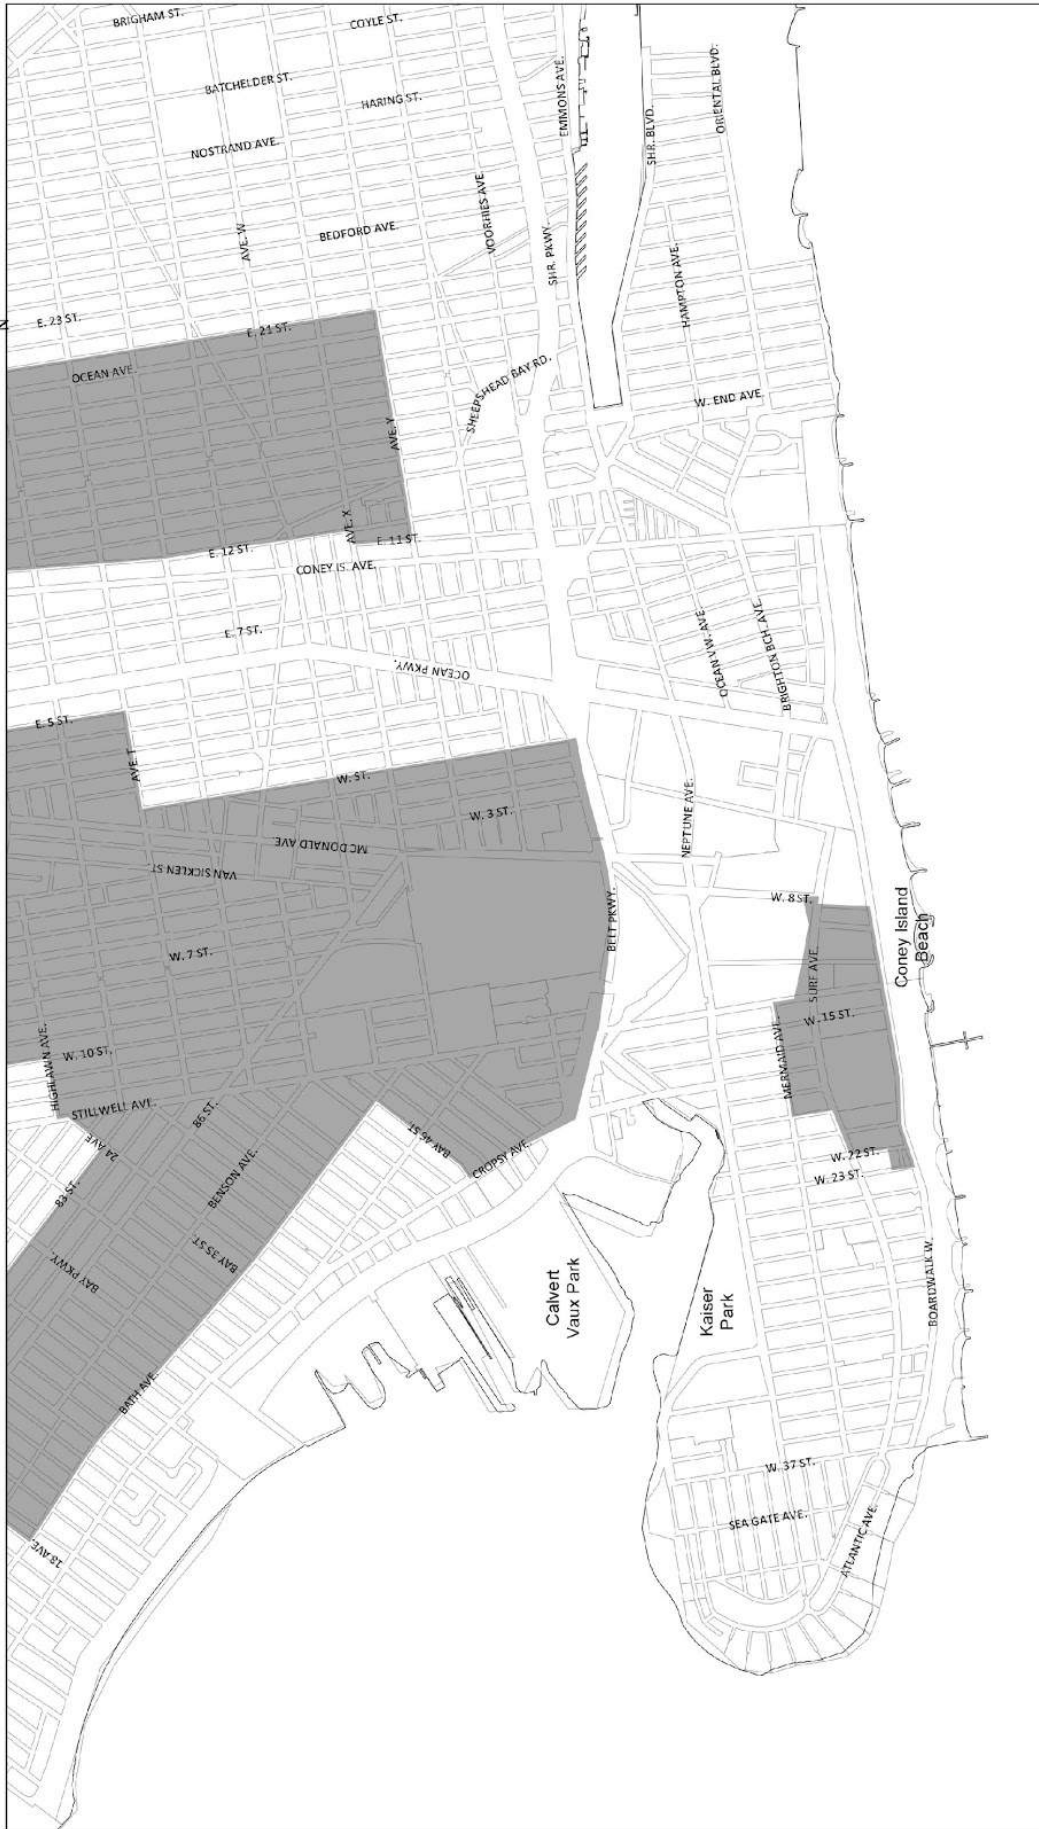 BRIGHAM ST.
COYLE ST.
BATCHELDER ST.
HARING ST.
NOSTRAND AVE.
EMMONS AVE.
SHR. BLVD.
ORIENTAL BLVD.
AVE. W
BEDFORD AVE.
VOORHIES AVE.
SHR. PKWY.
HAMPTON AVE.
N
E. 23 ST.
E. 21 ST.
OCEAN AVE.
SHEEPSHEAD BAY RD.
W. END AVE.
AVE. Y
AVE. X
E. 12 ST.
E. 11 ST.
CONEY IS. AVE.
E. 7 ST.
OCEAN PKWY.
OCEAN VW. AVE.
BRIGHTON BCH. AVE.
E. 5 ST.
AVE. T
W. ST.
W. 3 ST.
MCDONALD AVE
NEPTUNE AVE.
VAN SICKLEN ST
W. 8 ST.
BELT PKWY.
W. 7 ST.
SURF AVE.
Coney Island
Beach
W. 15 ST.
MERMAID AVE.
HIGHLAWN AVE.
W. 10 ST.
STILLWELL AVE.
86 ST.
24 AVE
BAY 46 ST.
CROPSY AVE.
W. 22 ST.
W. 23 ST.
83 ST.
BENSON AVE.
BAY PKWY.
BAY 35 ST.
Calvert
Vaux Park
Kaiser
Park
BOARDWALK W.
BATH AVE.
W. 37 ST.
SEA GATE AVE.
ATLANTIC AVE.
18 AVE